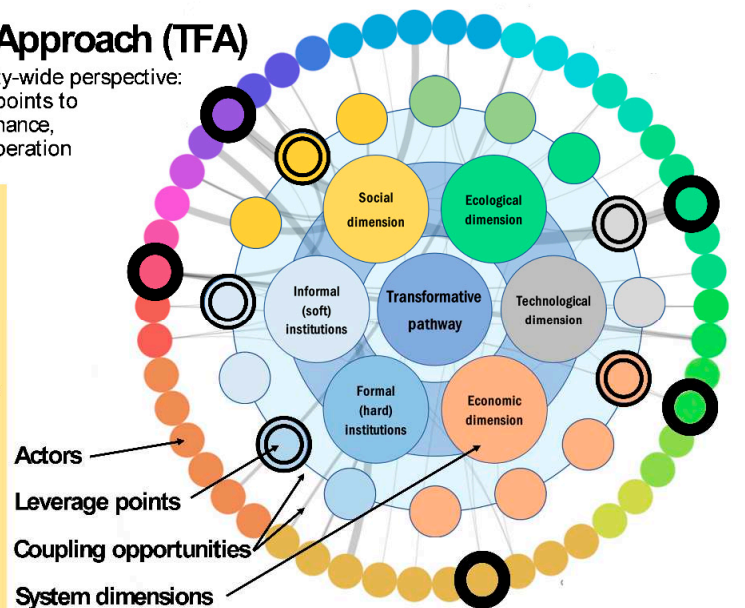 Approach (TFA)
ty-wide perspective:
points to
nance,
peration
Social
dimension
Ecological
dimension
Informal
(soft)
institutions
Transformative
pathway
Technological
dimension
Formal
(hard)
institutions
Economic
dimension
Actors
Leverage points
Coupling opportunities
System dimensions